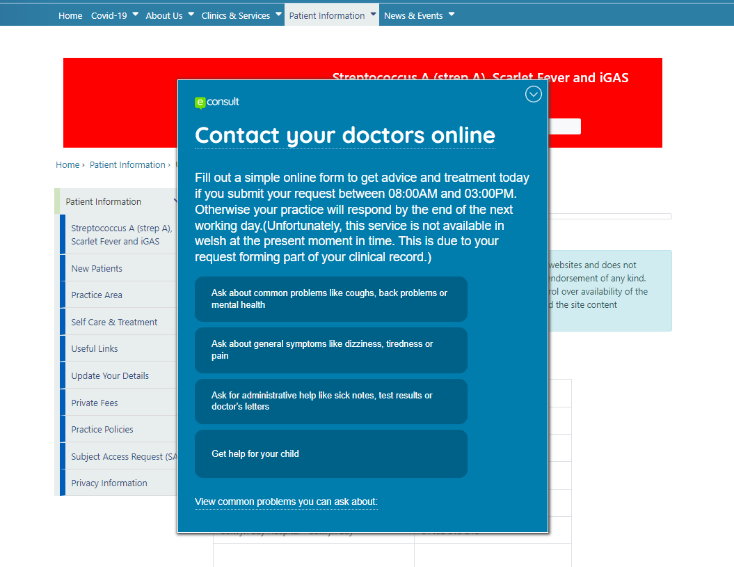 Home Covid-19 About Us Clinics & Services Patient Information News & Events
Streptococcus A (strep A), Scarlet Fever and iGAS
Home › Patient Information ›
Patient Information
Streptococcus A (strep A),
Scarlet Fever and iGAS
New Patients
Practice Area
Self Care & Treatment
Useful Links
Update Your Details
Private Fees
Practice Policies
Subject Access Request (SA
Privacy Information
e consult
Contact your doctors online
Fill out a simple online form to get advice and treatment today
if you submit your request between 08:00AM and 03:00PM.
Otherwise your practice will respond by the end of the next
working day.(Unfortunately, this service is not available in
welsh at the present moment in time. This is due to your
request forming part of your clinical record.)
Ask about common problems like coughs, back problems or
mental health
Ask about general symptoms like dizziness, tiredness or
pain
Ask for administrative help like sick notes, test results or
doctor's letters
Get help for your child
View common problems you can ask about:
websites and does not
endorsement of any kind.
rol over availability of the
d the site content